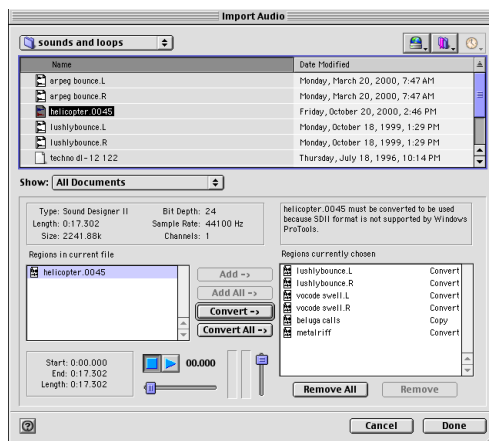 Import Audio
sounds and loops
Name Date Modified
arpeg bounce.L Monday, March 20, 2000, 7:47 AM
arpeg bounce.R Monday, March 20, 2000, 7:47 AM
helicopter.0045 Friday, October 20, 2000, 2:46 PM
lushlybounce.L Monday, October 18, 1999, 1:29 PM
lushlybounce.R Monday, October 18, 1999, 1:29 PM
techno dl-12 122 Thursday, July 18, 1996, 10:14 PM
Show: All Documents
Type: Sound Designer II Bit Depth: 24
Length: 0:17.302 Sample Rate: 44100 Hz
Size: 2241.88k Channels: 1
helicopter.0045 must be converted to be used
because SDII format is not supported by Windows
ProTools.
Regions in current file
helicopter.0045
Add ->
Add All ->
Convert ->
Convert All ->
Regions currently chosen
lushlybounce.L Convert
lushlybounce.R Convert
vocode swell.L Convert
vocode swell.R Convert
beluga calls Copy
metal riff Convert
Start: 0:00.000
End: 0:17.302
Length: 0:17.302
00.000
Remove All Remove
Cancel Done